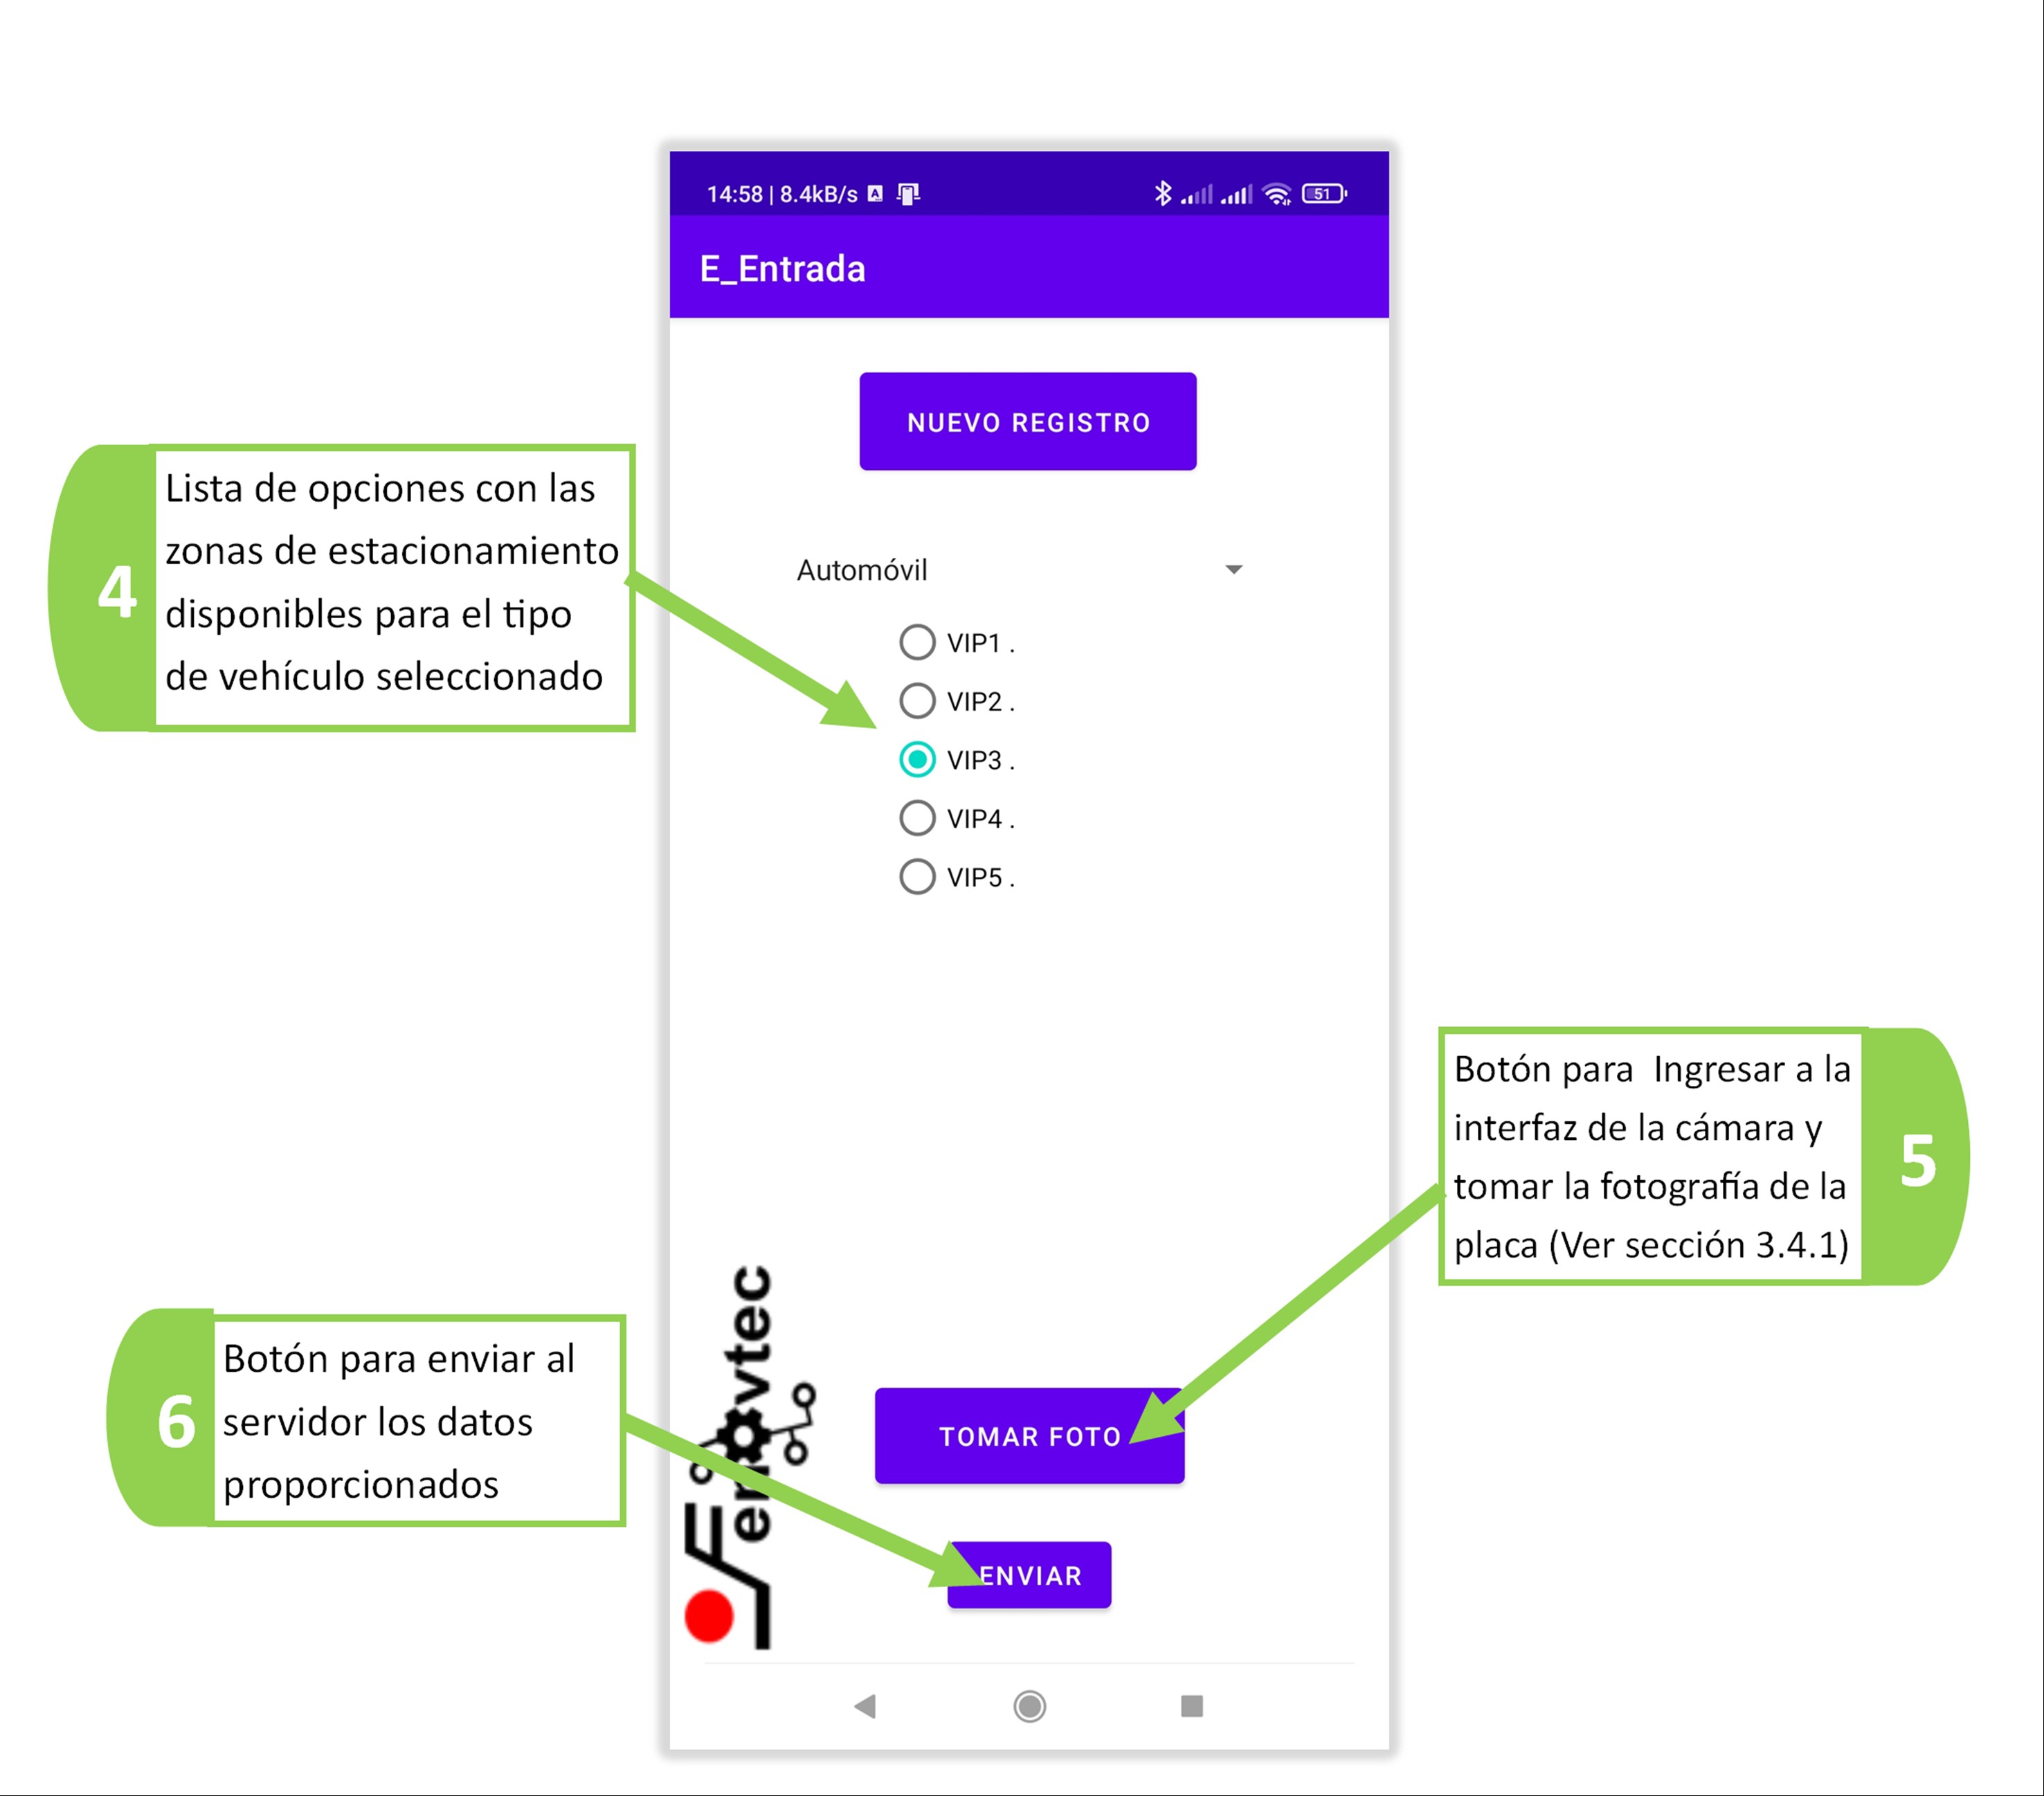 14:58 | 8.4kB/s
51
E_Entrada
NUEVO REGISTRO
4
Lista de opciones con las
zonas de estacionamiento
disponibles para el tipo
de vehículo seleccionado
Automóvil
VIP1 .
VIP2 .
VIP3 .
VIP4 .
VIP5 .
5
Botón para  Ingresar a la
interfaz de la cámara y
tomar la fotografía de la
placa (Ver sección 3.4.1)
6
Botón para enviar al
servidor los datos
proporcionados
TOMAR FOTO
ENVIAR